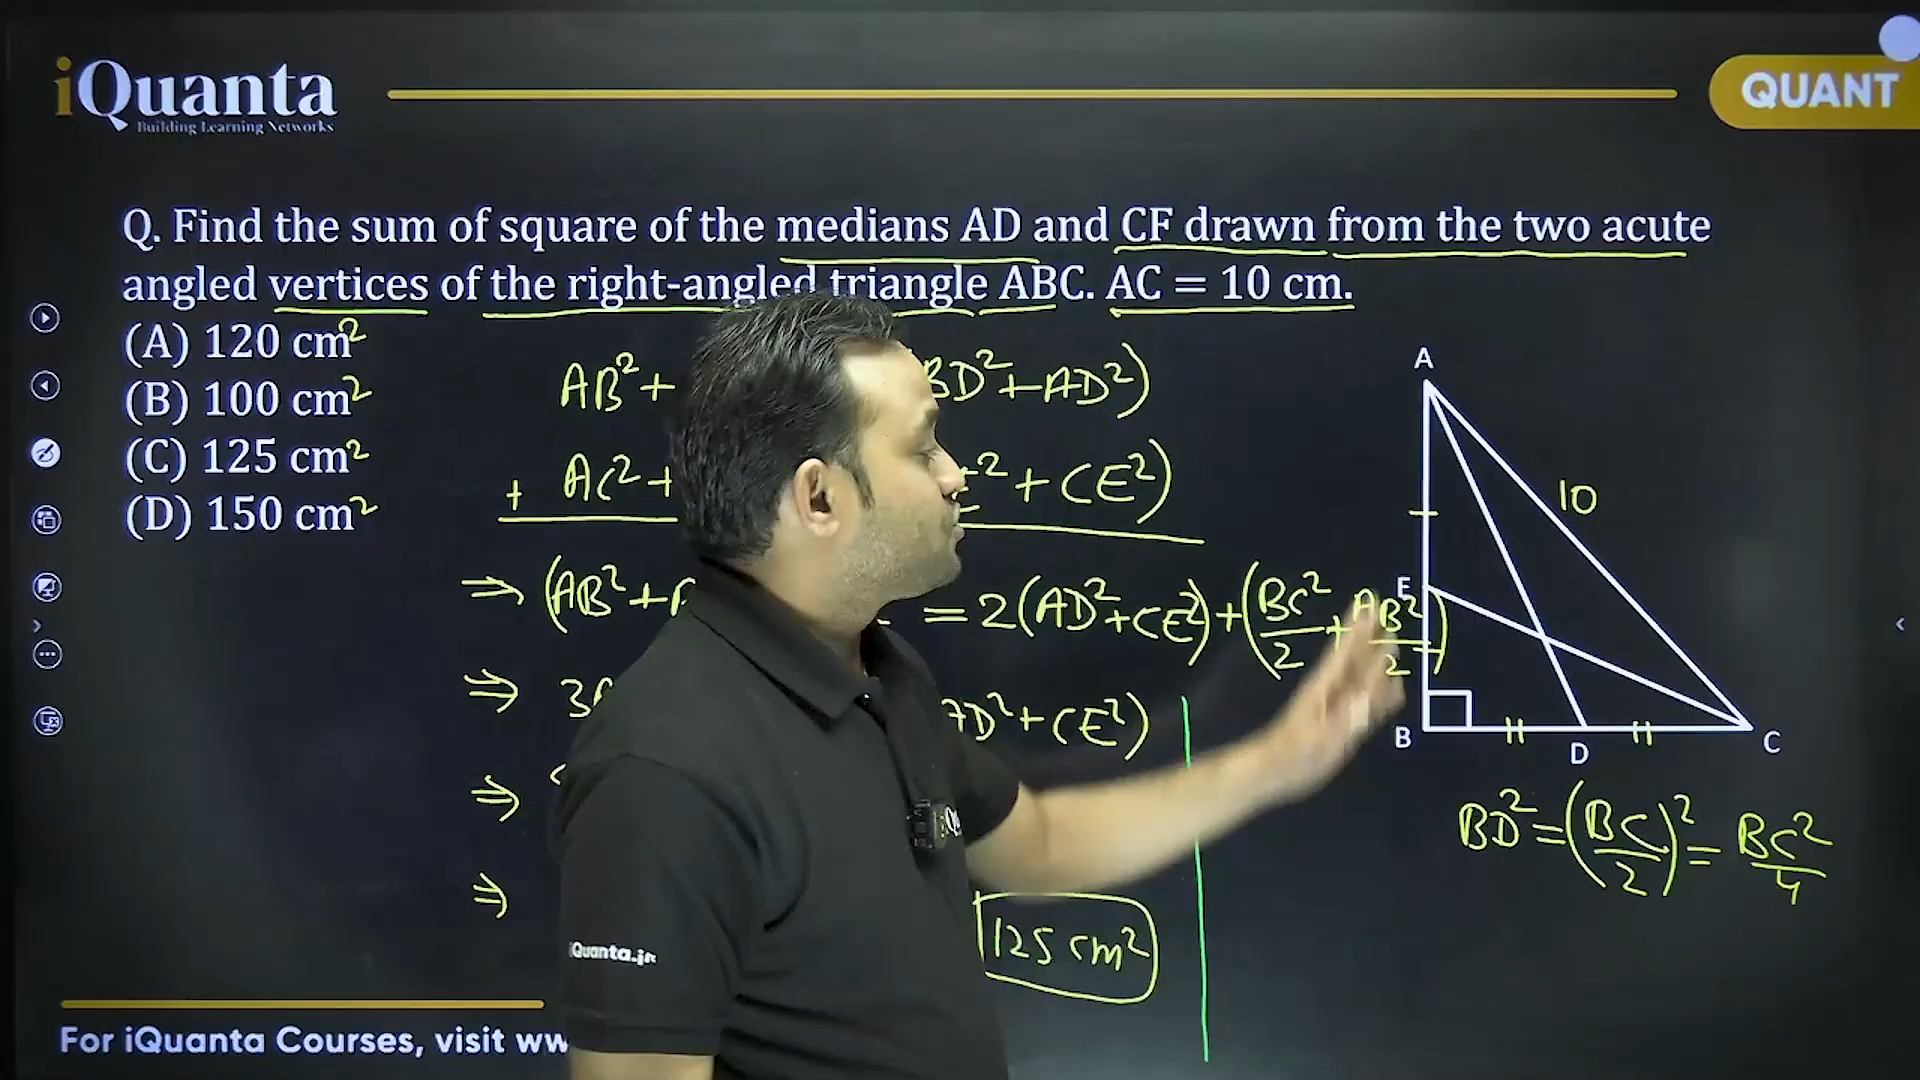 iQuanta
Building Learning Networks
QUANT
Q. Find the sum of square of the medians AD and CF drawn from the two acute
angled vertices of the right-angled triangle ABC. AC = 10 cm.
(A) 120 cm²
(B) 100 cm²
(C) 125 cm²
(D) 150 cm²
AB² + BD² + AD²)
+ AC² + ² + CE²)
⇒ (AB² + = 2(AD² + CE²) + (BC²/2 + AB²/2)
⇒ 3 D² + CE²)
⇒
⇒ 125 cm²
A
10
E
B
D
C
BD² = (BC/2)² = BC²/4
iQuanta.in
For iQuanta Courses, visit ww